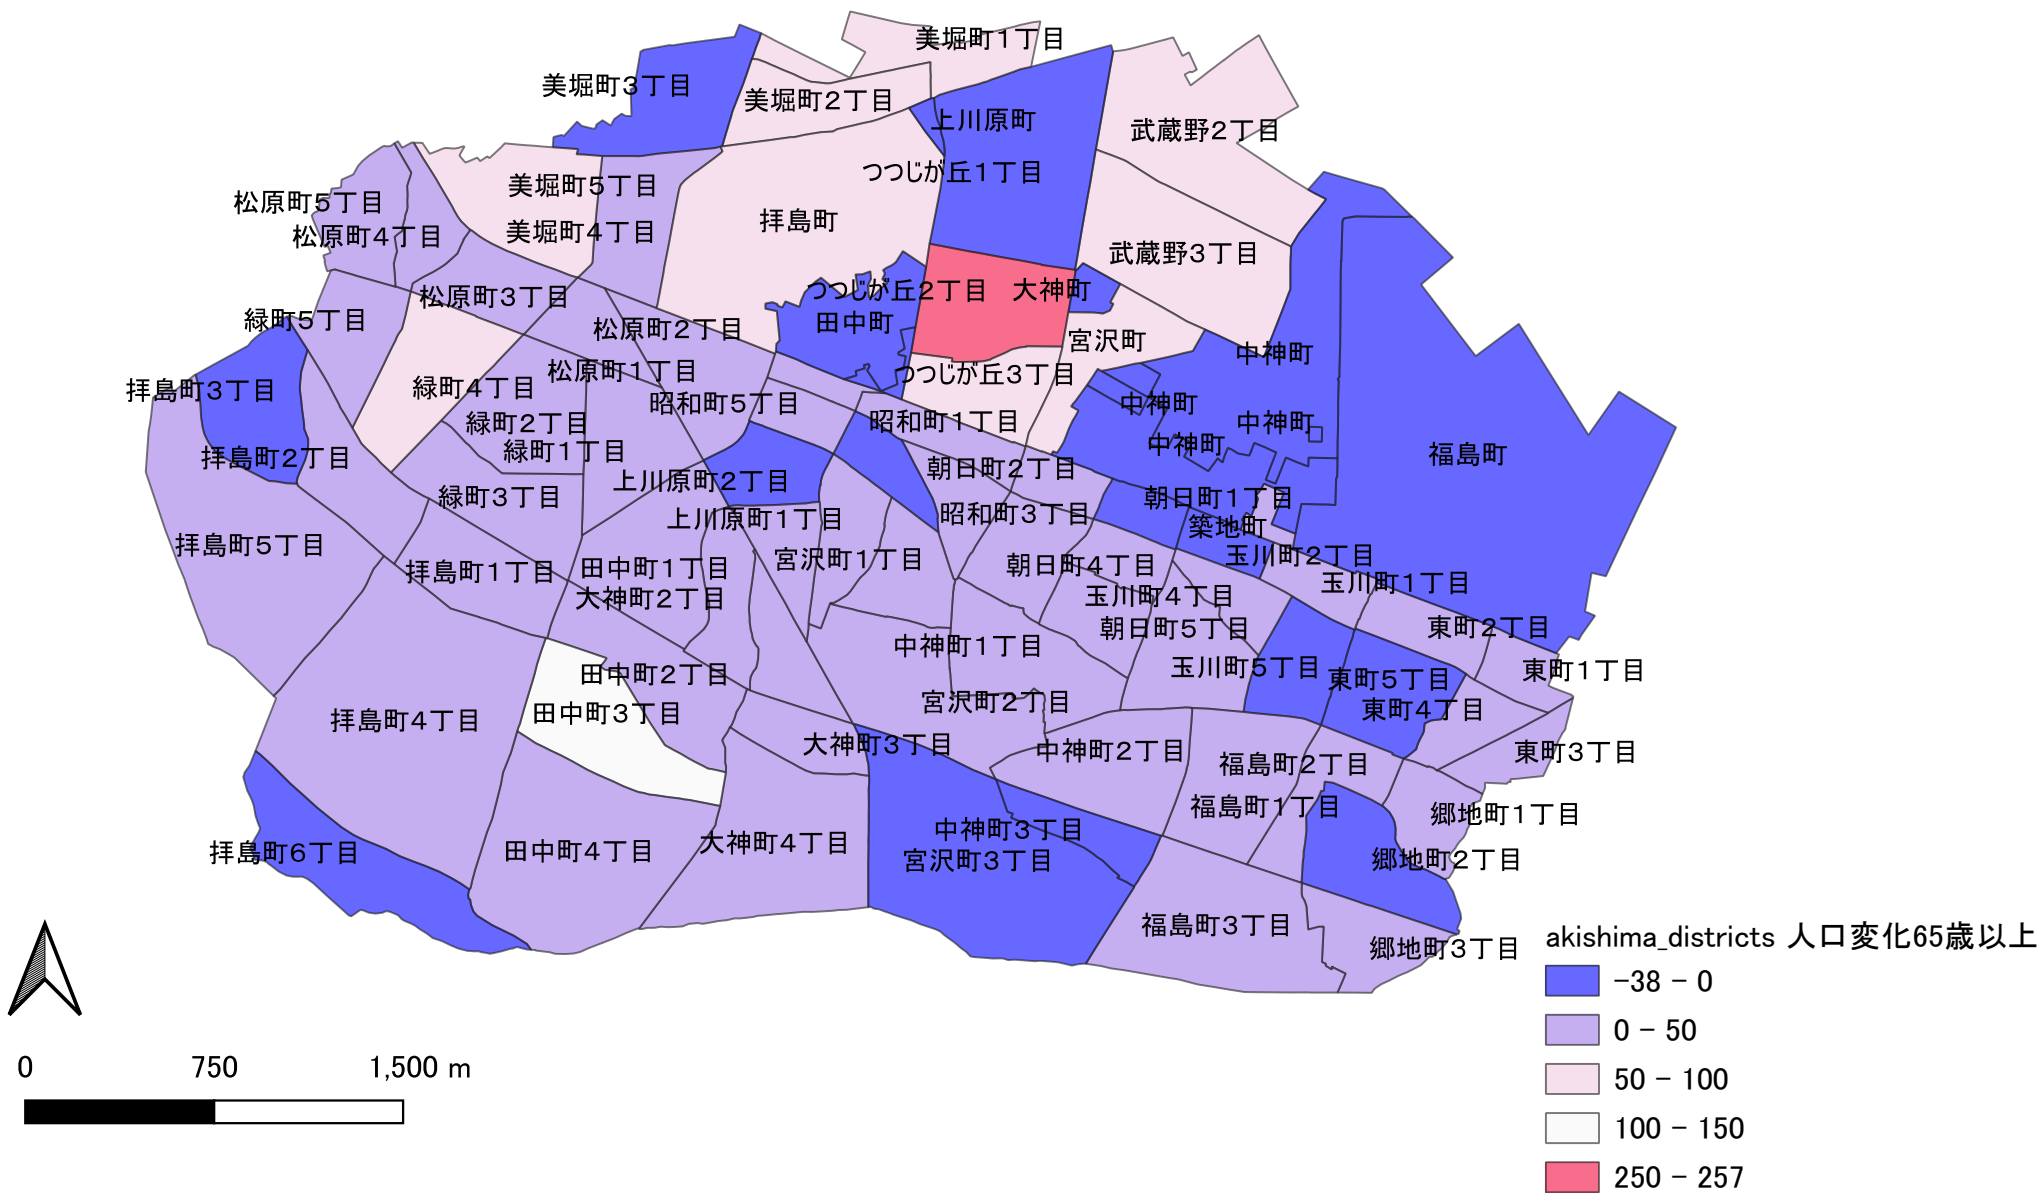 美堀町1丁目
美堀町3丁目
美堀町2丁目
上川原町
武蔵野2丁目
つつじが丘1丁目
美堀町5丁目
松原町5丁目
拝島町
美堀町4丁目
松原町4丁目
武蔵野3丁目
つつじが丘2丁目
大神町
松原町3丁目
緑町5丁目
田中町
松原町2丁目
宮沢町
中神町
松原町1丁目
つつじが丘3丁目
拝島町3丁目
緑町4丁目
昭和町5丁目
中神町
緑町2丁目
昭和町1丁目
中神町
緑町1丁目
中神町
福島町
拝島町2丁目
朝日町2丁目
上川原町2丁目
緑町3丁目
朝日町1丁目
昭和町3丁目
上川原町1丁目
築地町
拝島町5丁目
宮沢町1丁目
玉川町2丁目
朝日町4丁目
田中町1丁目
拝島町1丁目
玉川町1丁目
大神町2丁目
玉川町4丁目
朝日町5丁目
東町2丁目
中神町1丁目
玉川町5丁目
東町1丁目
田中町2丁目
東町5丁目
宮沢町2丁目
田中町3丁目
東町4丁目
拝島町4丁目
大神町3丁目
中神町2丁目
東町3丁目
福島町2丁目
福島町1丁目
郷地町1丁目
中神町3丁目
大神町4丁目
田中町4丁目
拝島町6丁目
宮沢町3丁目
郷地町2丁目
福島町3丁目
郷地町3丁目
akishima_districts 人口変化65歳以上
-38 - 0
0 - 50
50 - 100
100 - 150
250 - 257
0 750 1,500 m